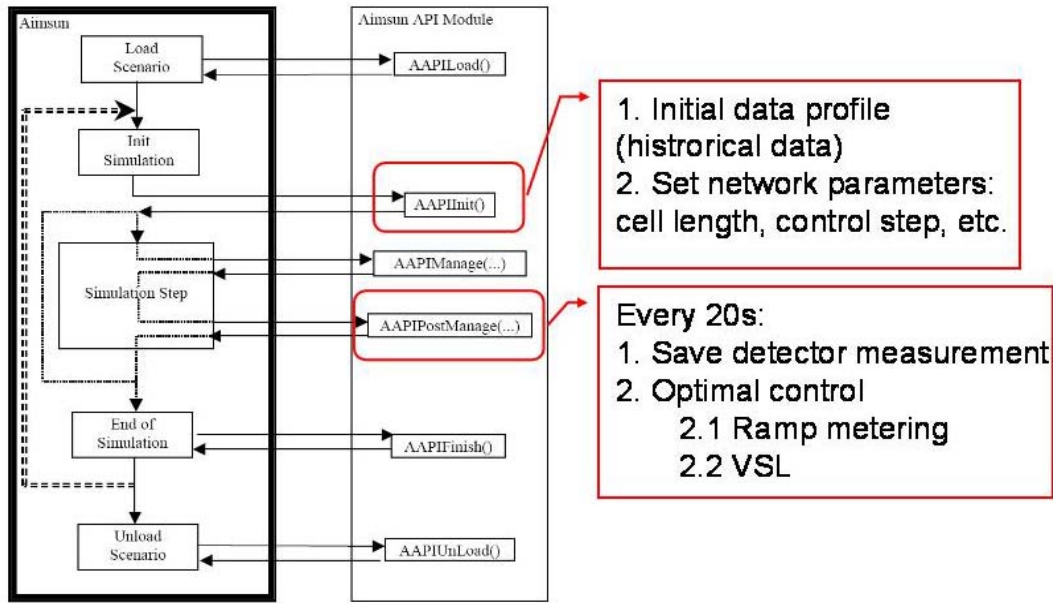 Aimsun
Load
Scenario
Init
Simulation
Simulation Step
End of
Simulation
Unload
Scenario
Aimsun API Module
AAPILoad()
AAPIInit()
AAPIManage(...)
AAPIPostManage(...)
AAPIFinish()
AAPIUnLoad()
1. Initial data profile
(histrorical data)
2. Set network parameters:
cell length, control step, etc.
Every 20s:
1. Save detector measurement
2. Optimal control
2.1 Ramp metering
2.2 VSL